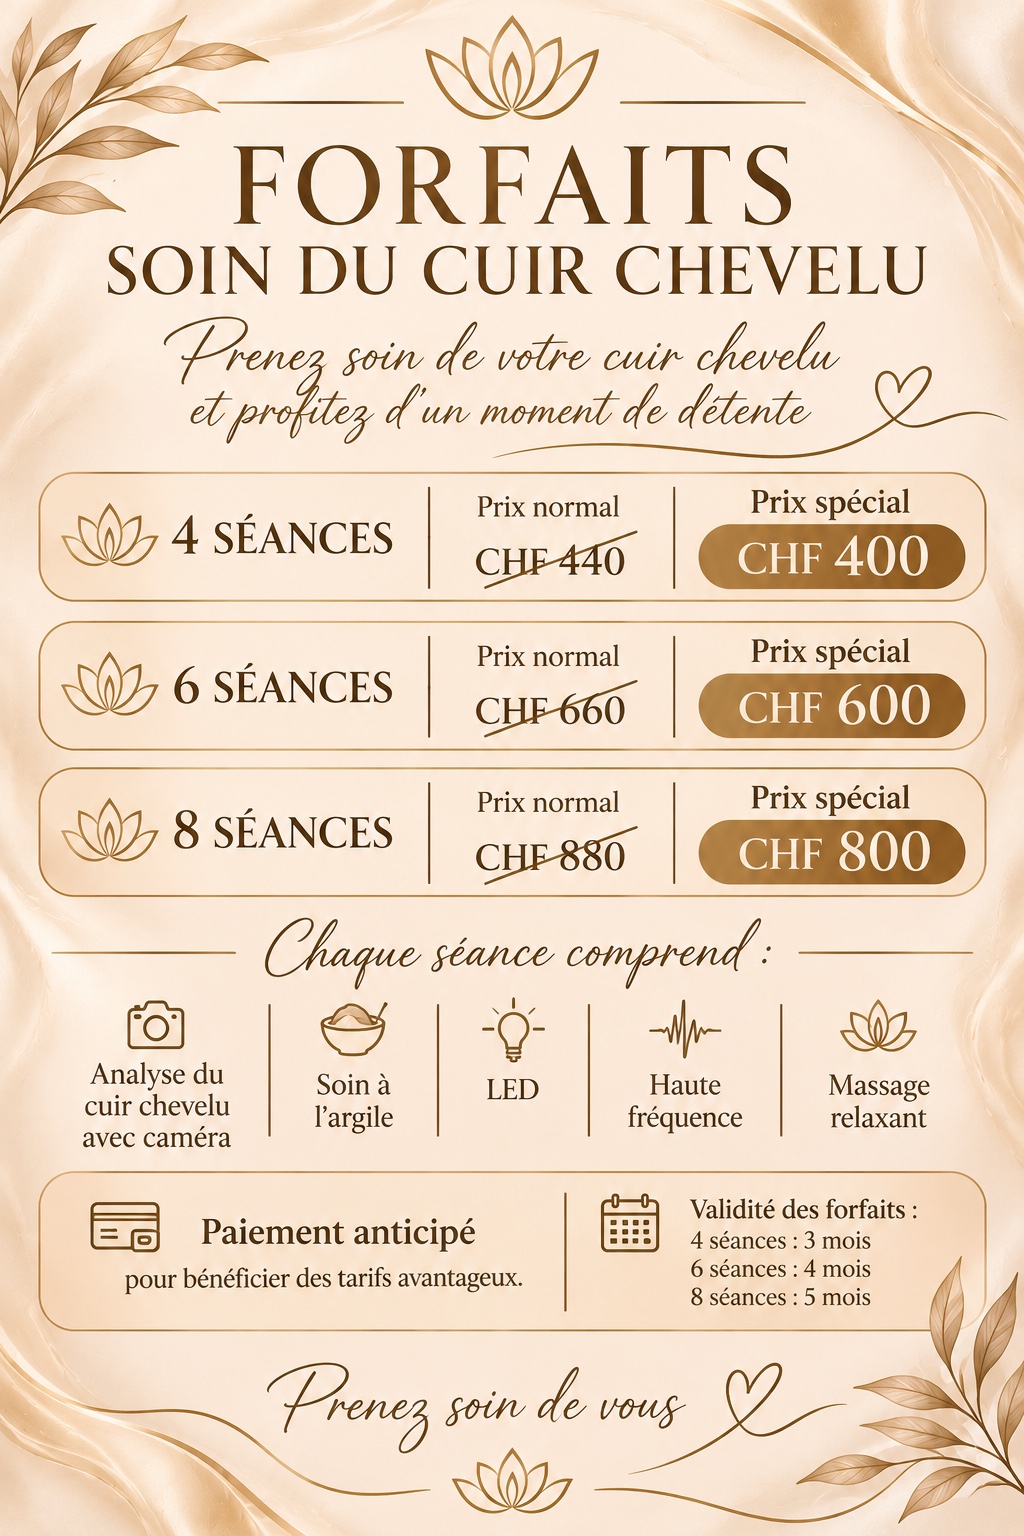 FORFAITS
SOIN DU CUIR CHEVELU
Prenez soin de votre cuir chevelu
et profitez d'un moment de détente
4 SÉANCES
Prix normal
CHF 440
Prix spécial
CHF 400
6 SÉANCES
Prix normal
CHF 660
Prix spécial
CHF 600
8 SÉANCES
Prix normal
CHF 880
Prix spécial
CHF 800
Chaque séance comprend :
Analyse du
cuir chevelu
avec caméra
Soin à
l'argile
LED
Haute
fréquence
Massage
relaxant
Paiement anticipé
pour bénéficier des tarifs avantageux.
Validité des forfaits :
4 séances : 3 mois
6 séances : 4 mois
8 séances : 5 mois
Prenez soin de vous